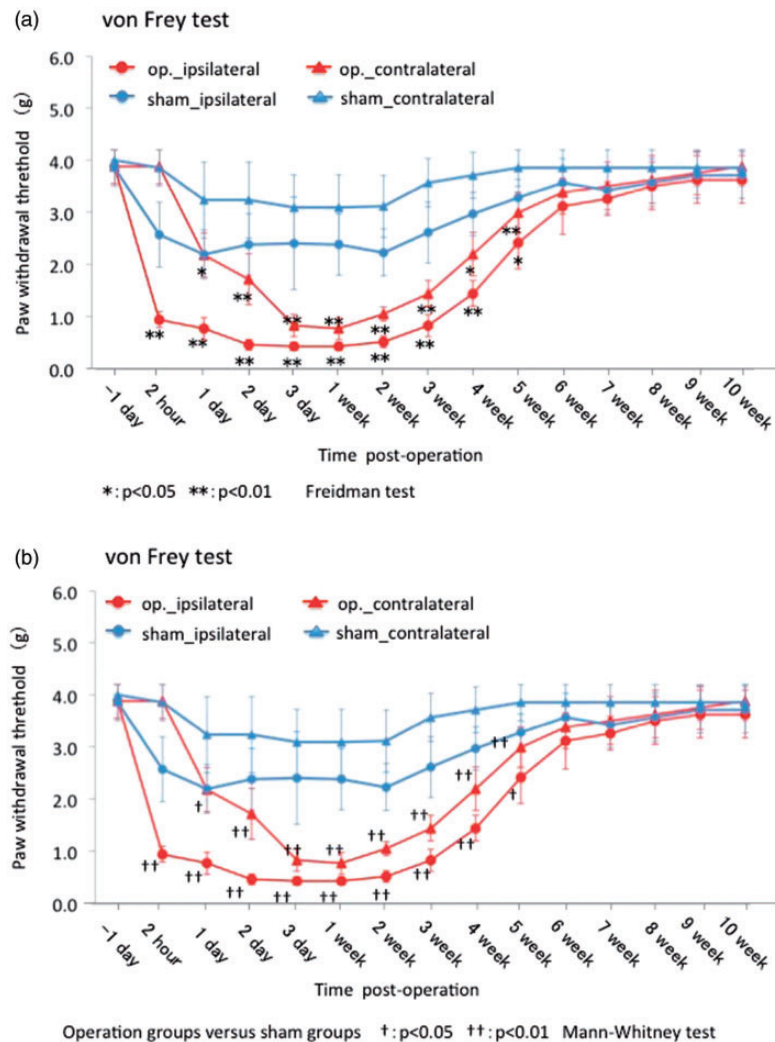 (a) von Frey test
6.0
op._ipsilateral op._contralateral
sham_ipsilateral sham_contralateral
5.0
4.0
3.0
2.0
1.0
0.0
Paw withdrawal threthold (g)
** ** ** ** ** ** ** ** *
* ** ** ** ** ** * **
−1 day 2 hour 1 day 2 day 3 day 1 week 2 week 3 week 4 week 5 week 6 week 7 week 8 week 9 week 10 week
Time post-operation
*: p<0.05 **: p<0.01 Freidman test
(b) von Frey test
6.0
op._ipsilateral op._contralateral
sham_ipsilateral sham_contralateral
5.0
4.0
3.0
2.0
1.0
0.0
Paw withdrawal threthold (g)
† †† †† †† †† †† †† ††
†† †† †† †† †† †† †† †† †
−1 day 2 hour 1 day 2 day 3 day 1 week 2 week 3 week 4 week 5 week 6 week 7 week 8 week 9 week 10 week
Time post-operation
Operation groups versus sham groups †: p<0.05 ††: p<0.01 Mann-Whitney test